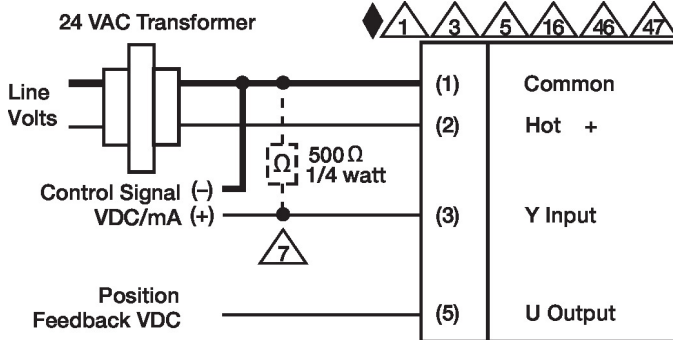 24 VAC Transformer
1 3 5 16 46 47
Line
Volts
(1) Common
(2) Hot +
Ω 500 Ω
1/4 watt
Control Signal (–)
VDC/mA (+)
(3) Y Input
7
Position
Feedback VDC
(5) U Output